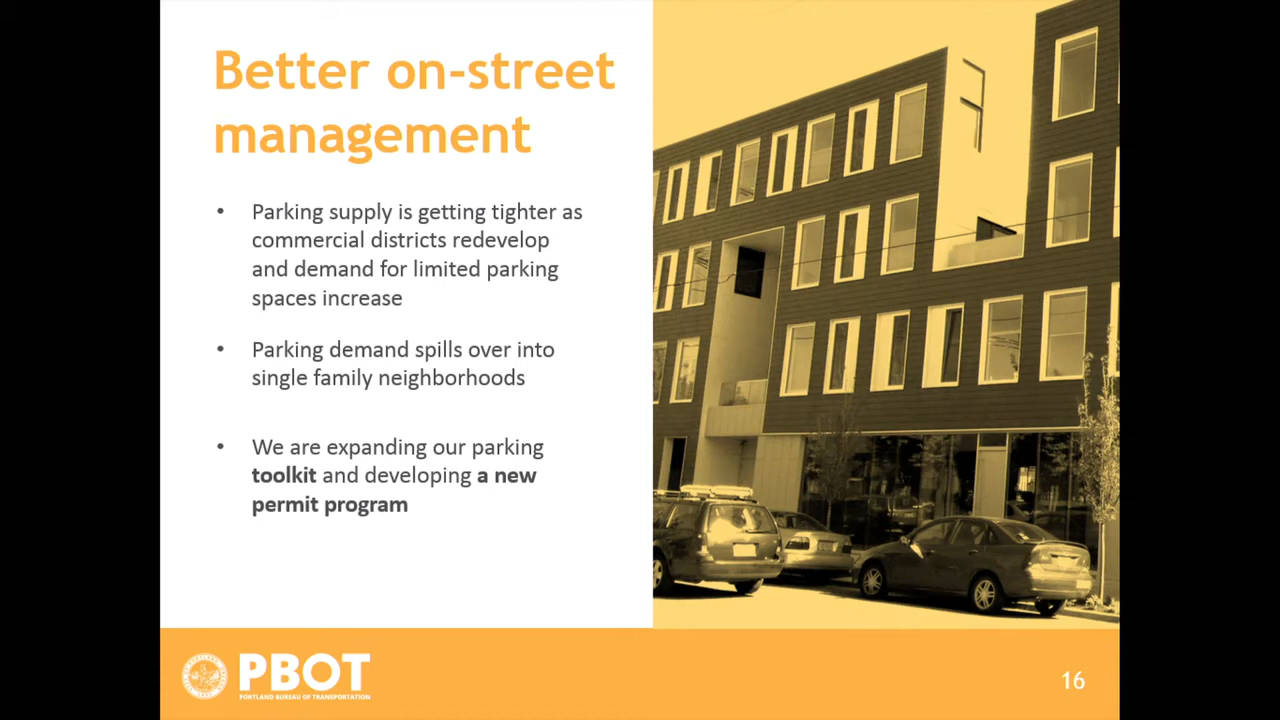 Better on-street
management
• Parking supply is getting tighter as
commercial districts redevelop
and demand for limited parking
spaces increase
• Parking demand spills over into
single family neighborhoods
• We are expanding our parking
toolkit and developing a new
permit program
PBOT
PORTLAND BUREAU OF TRANSPORTATION
16